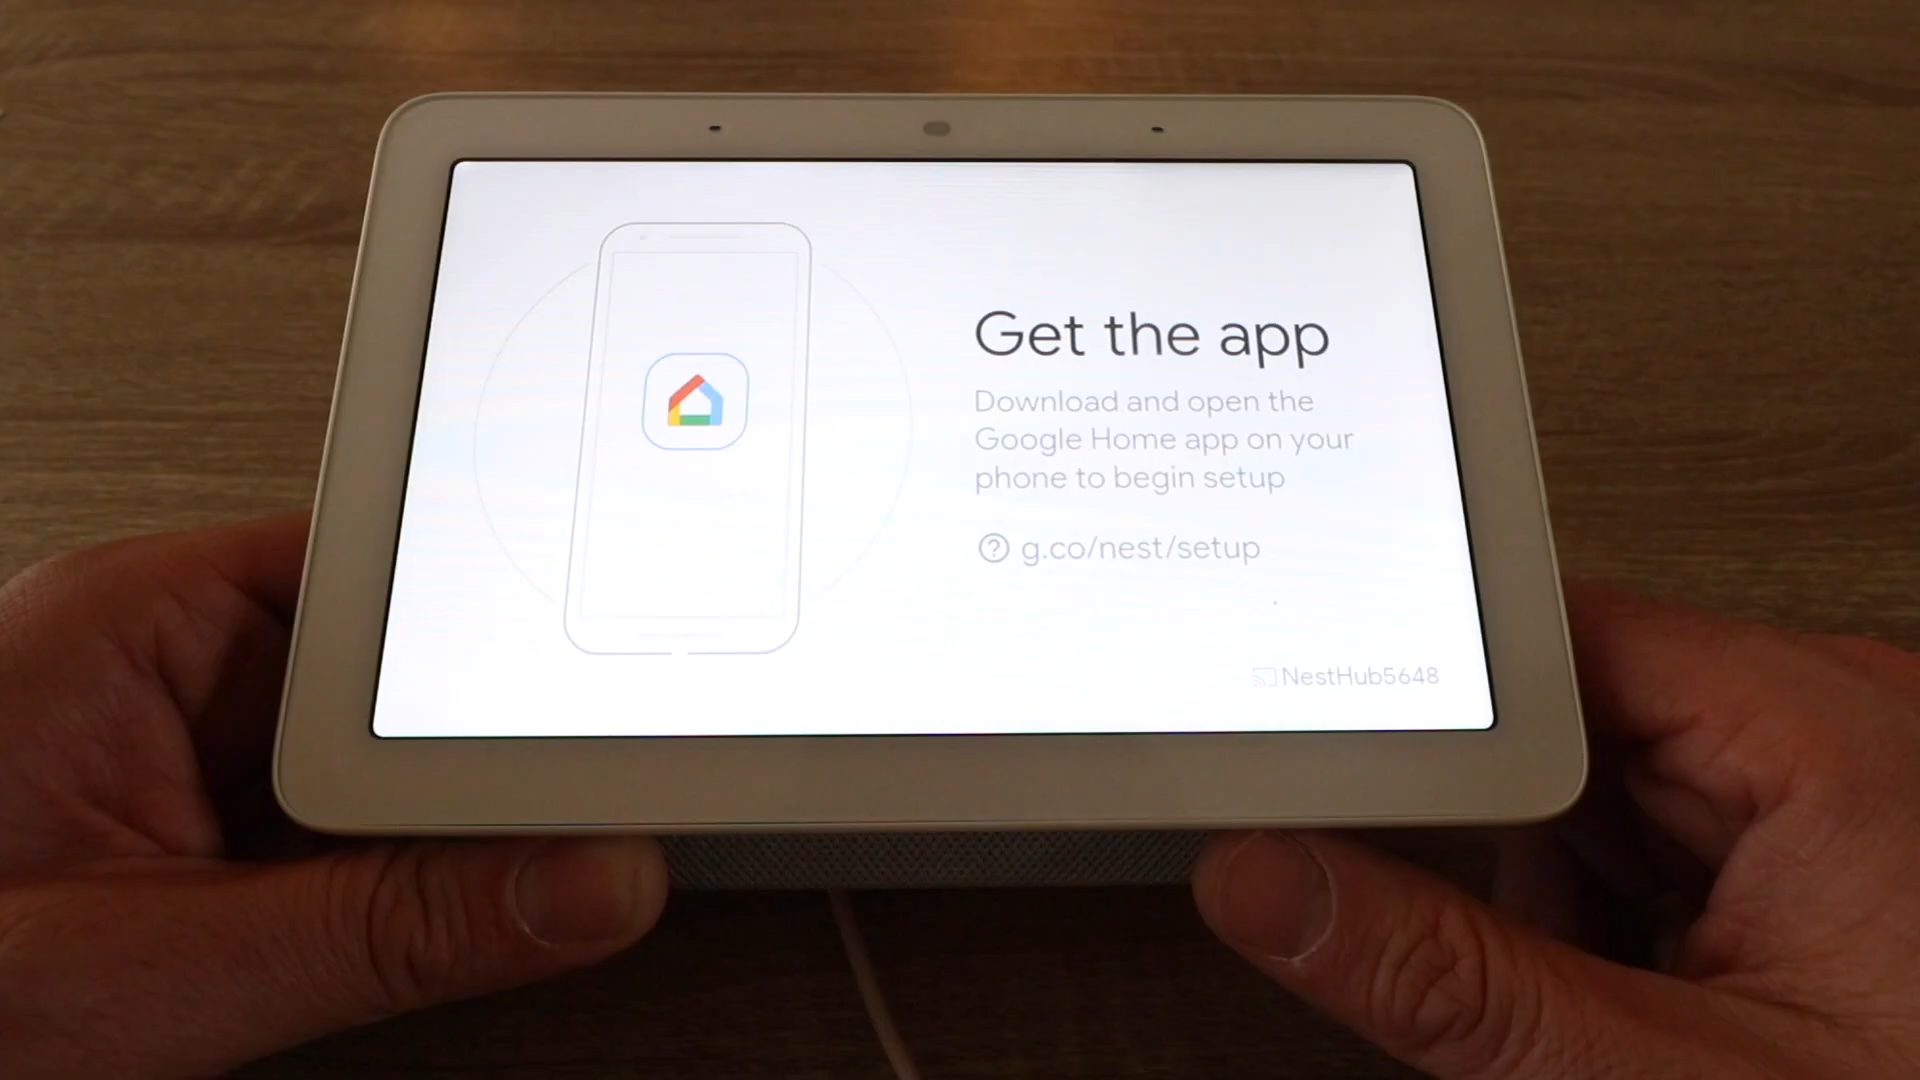 Get the app
Download and open the
Google Home app on your
phone to begin setup
g.co/nest/setup
NestHub5648